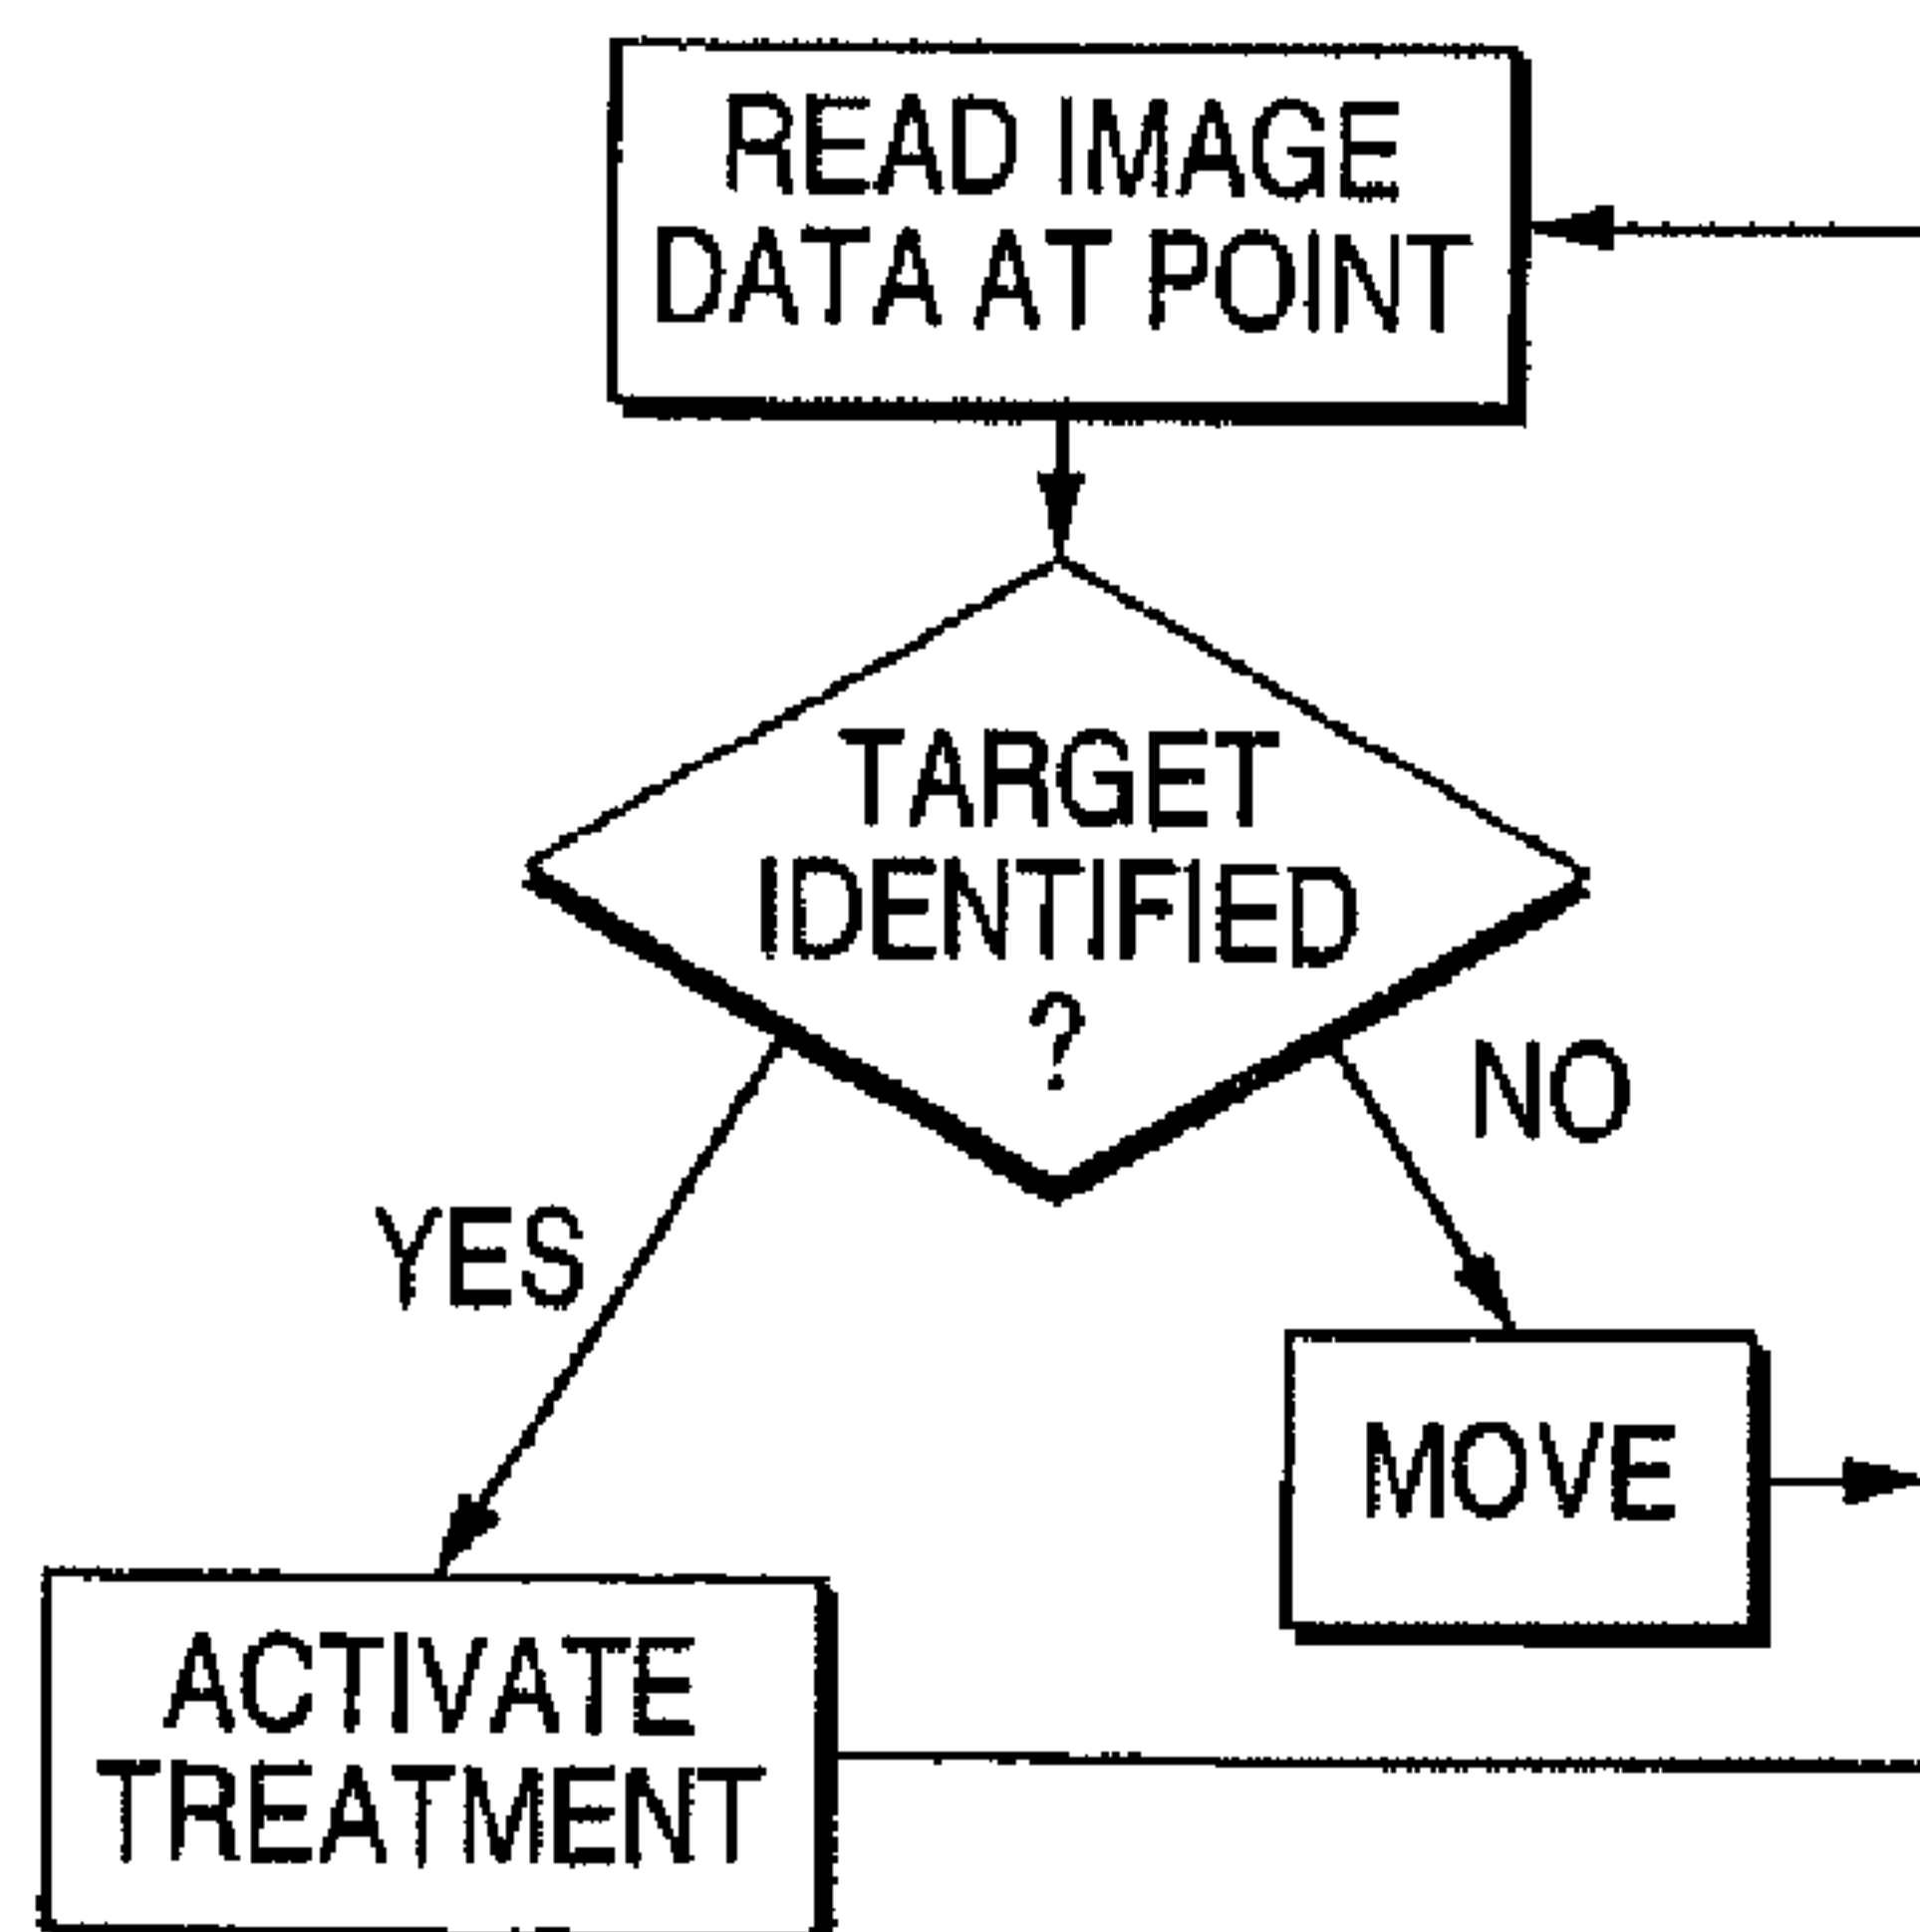 READ IMAGE
DATA AT POINT
TARGET
IDENTIFIED
?
NO
YES
MOVE
ACTIVATE
TREATMENT